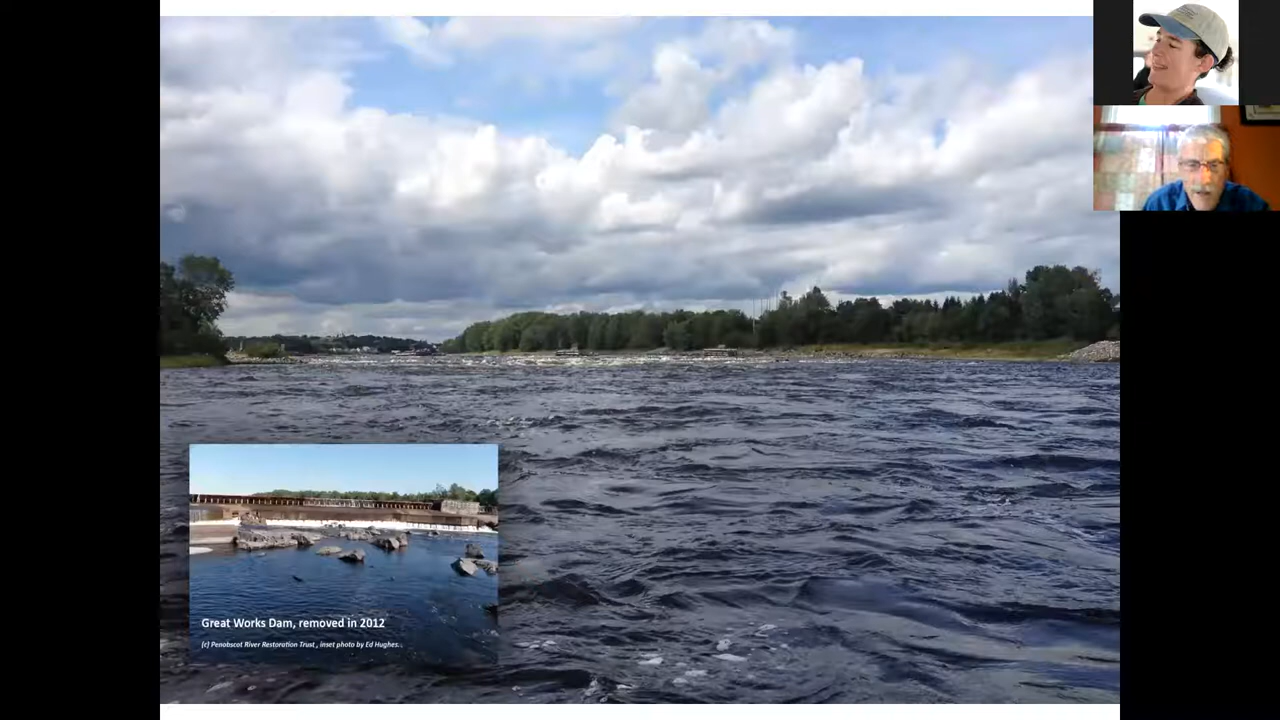 Great Works Dam, removed in 2012
(c) Penobscot River Restoration Trust , inset photo by Ed Hughes.